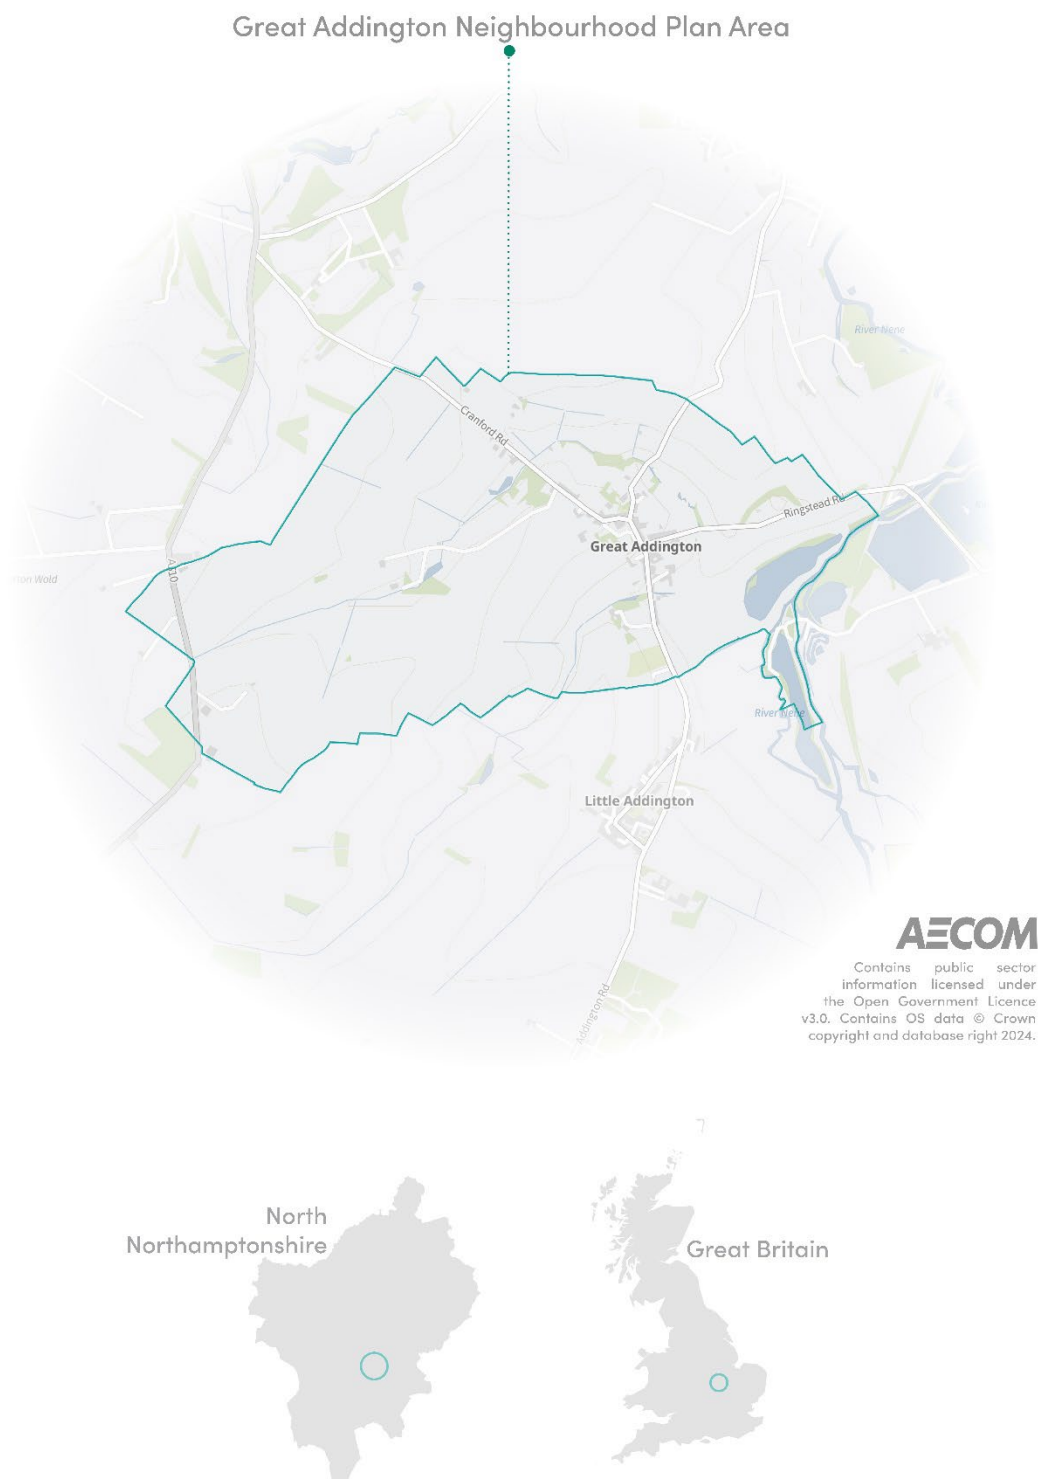 Great Addington Neighbourhood Plan Area
River Nene
Cranford Rd
Ringstead Rd
Great Addington
A510
River Nene
Little Addington
Addington Rd
AECOM
Contains public sector
information licensed under
the Open Government Licence
v3.0. Contains OS data © Crown
copyright and database right 2024.
North
Northamptonshire
Great Britain